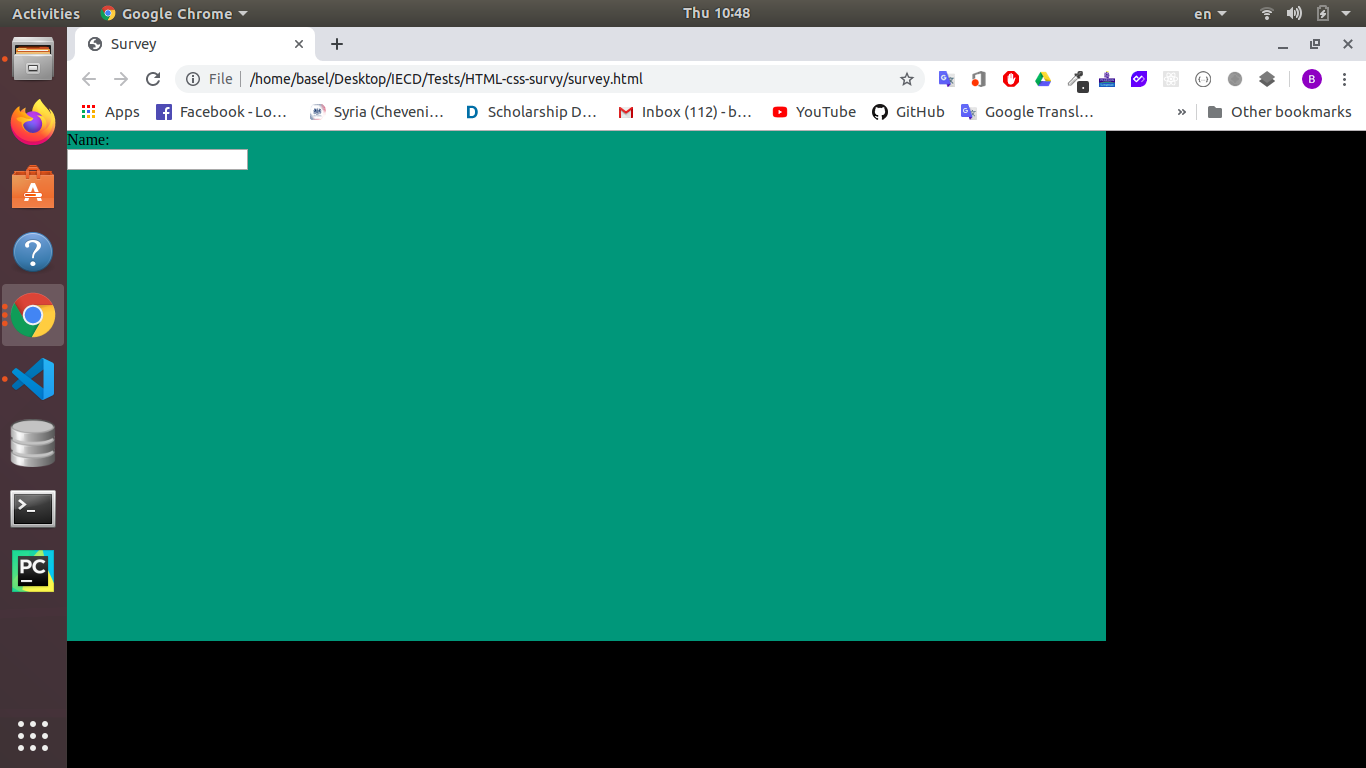 Activities Google Chrome Thu 10:48 en
Survey
File /home/basel/Desktop/IECD/Tests/HTML-css-survy/survey.html B
Apps Facebook - Lo... Syria (Cheveni... D Scholarship D... Inbox (112) - b... YouTube GitHub Google Transl... » Other bookmarks
Name:
PC